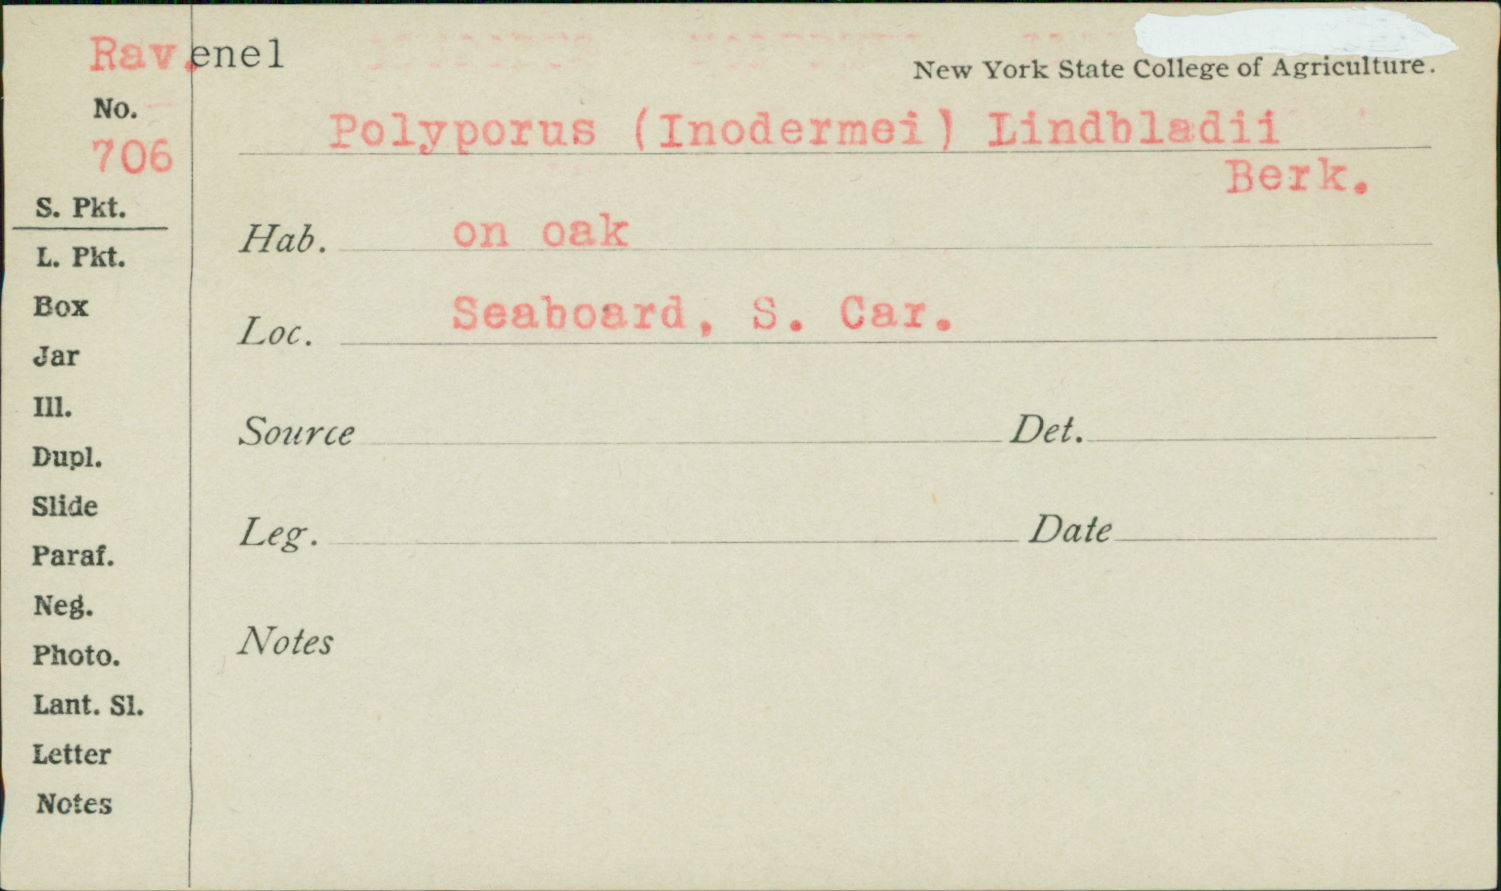 Rav.enel
New York State College of Agriculture.
No.
706
Polyporus (Inodermei) Lindbladii
Berk.
S. Pkt.
L. Pkt.
Box
Jar
Ill.
Dupl.
Slide
Paraf.
Neg.
Photo.
Lant. Sl.
Letter
Notes
Hab. on oak
Loc. Seaboard, S. Car.
Source Det.
Leg. Date
Notes